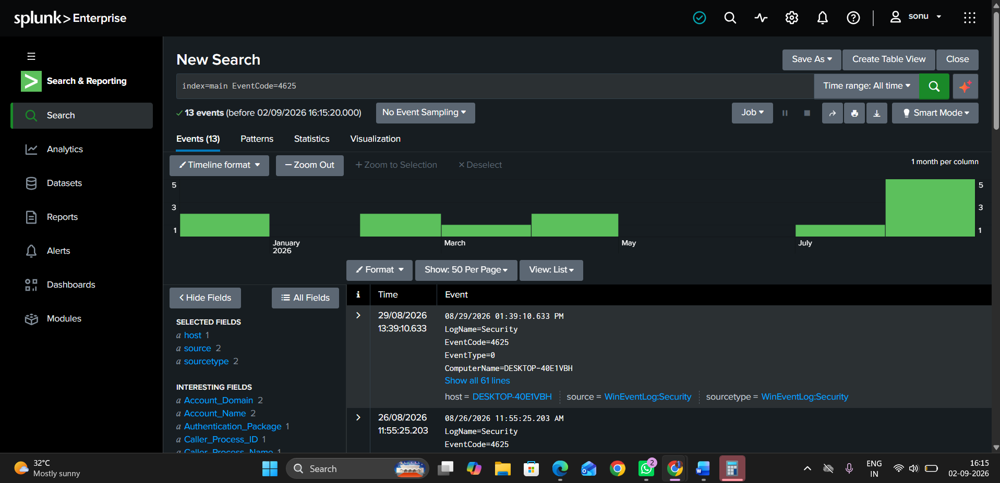 splunk> Enterprise
sonu
Search & Reporting
Search
Analytics
Datasets
Reports
Alerts
Dashboards
Modules
New Search
Save As
Create Table View
Close
index=main EventCode=4625
Time range: All time
13 events (before 02/09/2026 16:15:20.000)
No Event Sampling
Job
Smart Mode
Events (13)
Patterns
Statistics
Visualization
Timeline format
Zoom Out
+ Zoom to Selection
× Deselect
1 month per column
5
3
1
5
3
1
January
2026
March
May
July
Format
Show: 50 Per Page
View: List
Hide Fields
All Fields
SELECTED FIELDS
a host 1
a source 2
a sourcetype 2
INTERESTING FIELDS
a Account_Domain 2
a Account_Name 2
a Authentication_Package 1
a Caller_Process_ID 1
a Caller_Process_Name 1
i
Time
Event
29/08/2026
13:39:10.633
08/29/2026 01:39:10.633 PM
LogName=Security
EventCode=4625
EventType=0
ComputerName=DESKTOP-40E1VBH
Show all 61 lines
host = DESKTOP-40E1VBH
source = WinEventLog:Security
sourcetype = WinEventLog:Security
26/08/2026
11:55:25.203
08/26/2026 11:55:25.203 AM
LogName=Security
EventCode=4625
32°C
Mostly sunny
Search
2
1
ENG
IN
16:15
02-09-2026